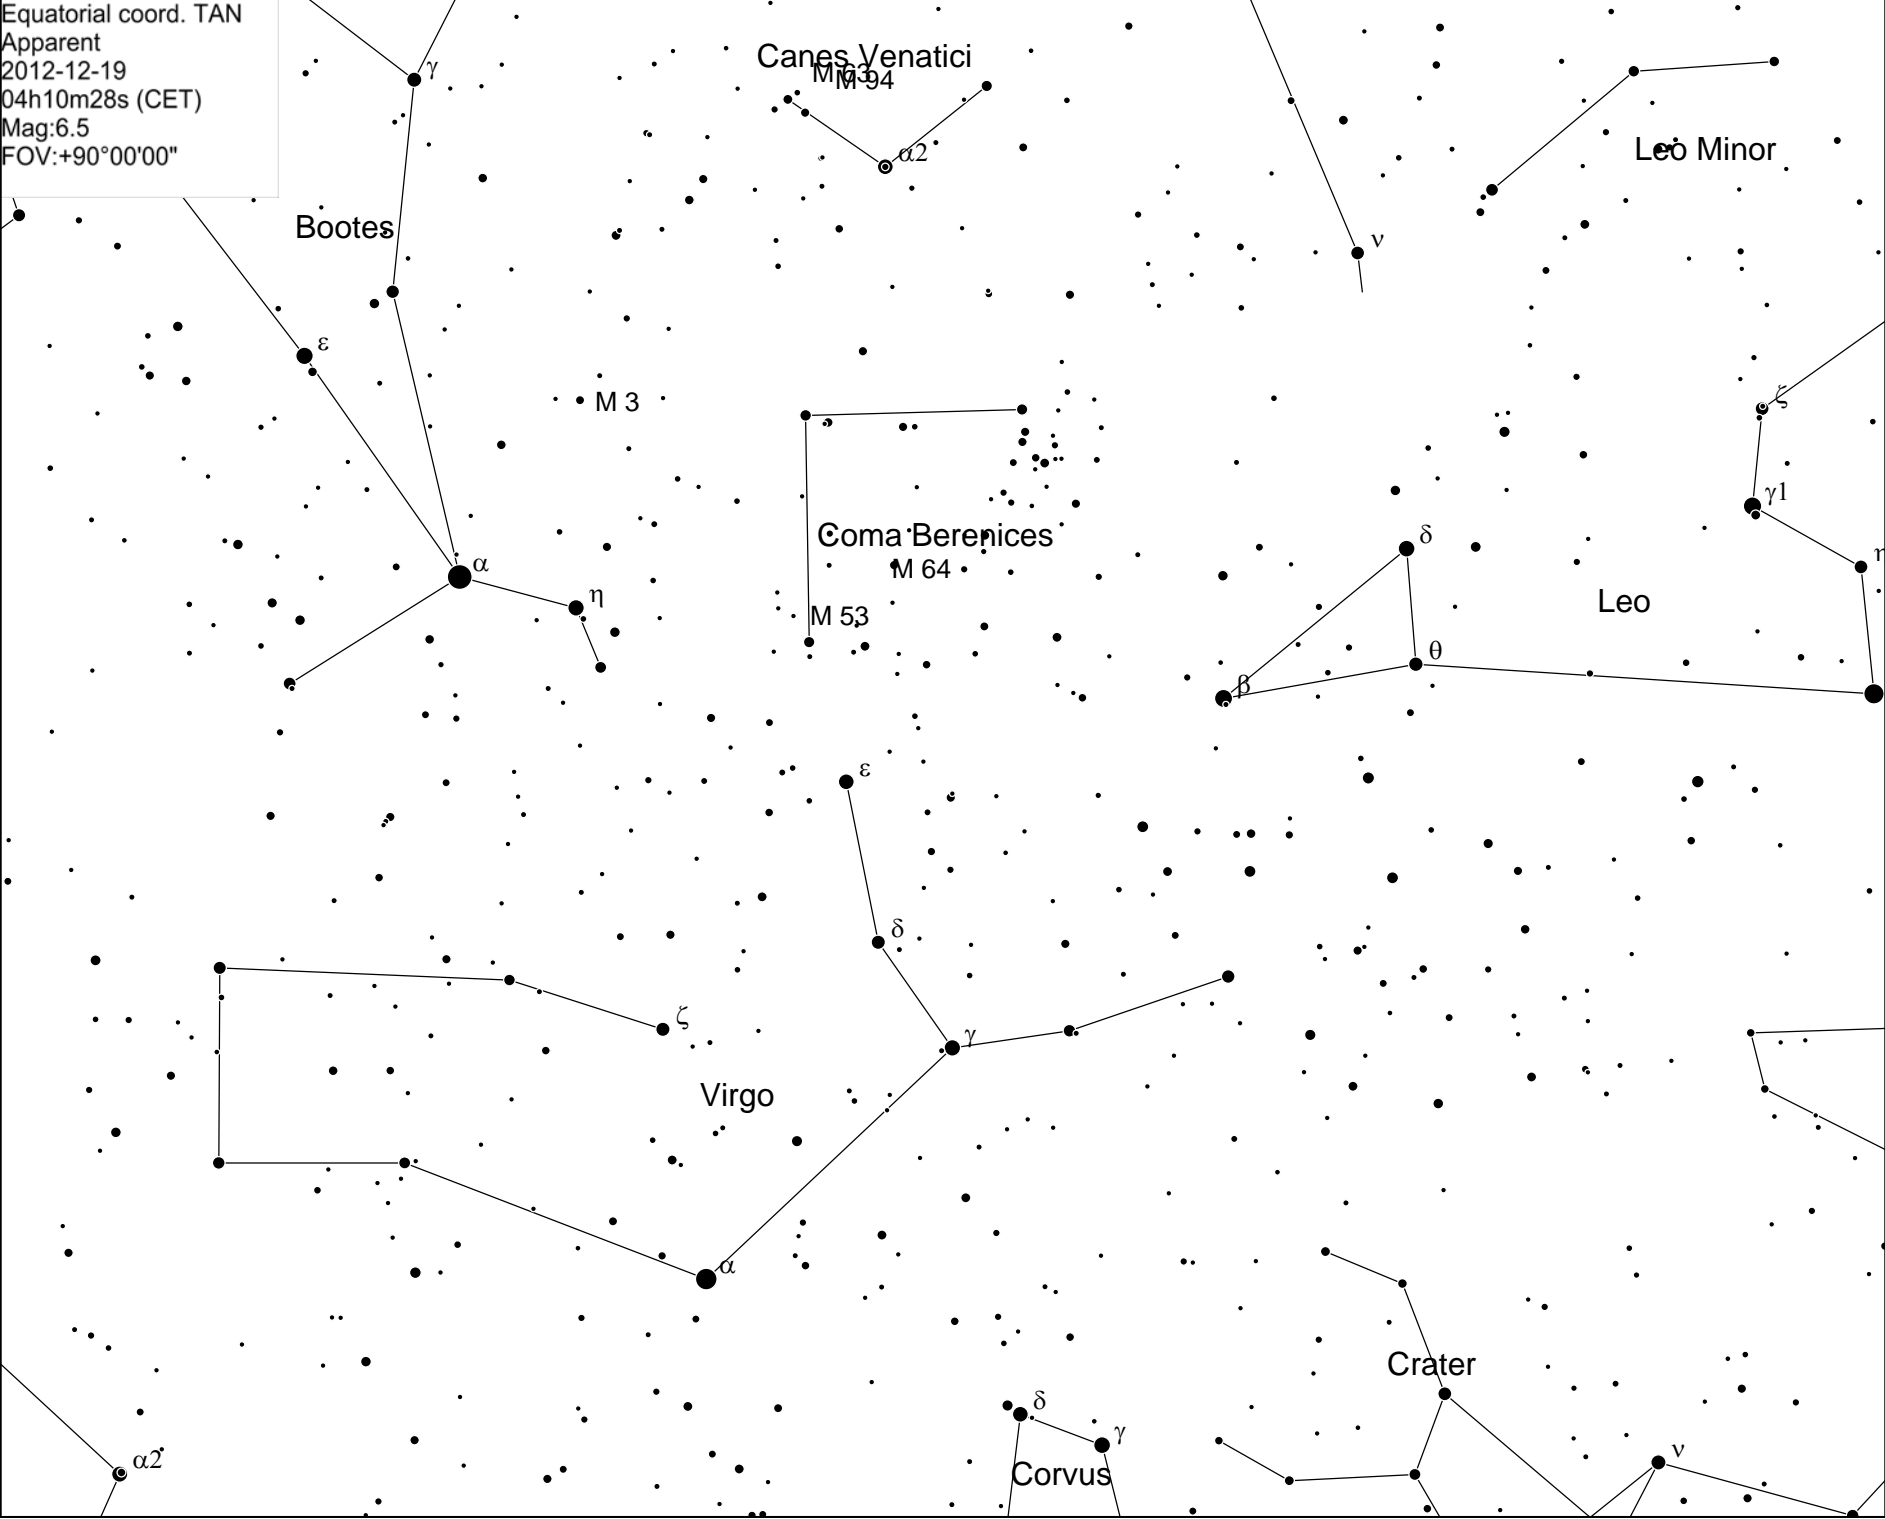 Equatorial coord. TAN
Apparent
2012-12-19
04h10m28s (CET)
Mag:6.5
FOV:+90°00'00"
γ
Canes Venatici
M 63
M 94
α2
Leo Minor
Bootes
ν
ε
M 3
ζ
γ1
Coma Berenices
δ
α
M 64
η
η
Leo
M 53
θ
β
ε
δ
ζ
γ
Virgo
α
Crater
δ
γ
ν
α2
Corvus